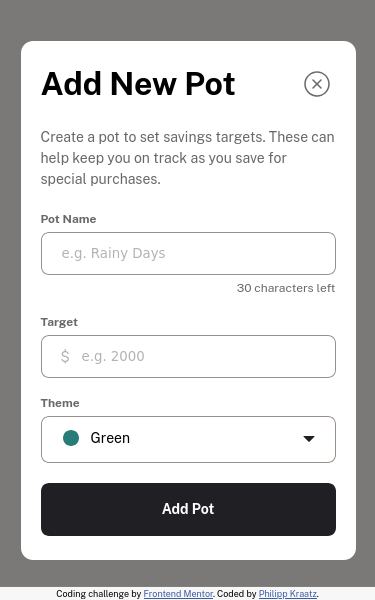 Add New Pot
Create a pot to set savings targets. These can
help keep you on track as you save for
special purchases.
Pot Name
e.g. Rainy Days
30 characters left
Target
$ e.g. 2000
Theme
Green
Add Pot
Coding challenge by Frontend Mentor. Coded by Philipp Kraatz.